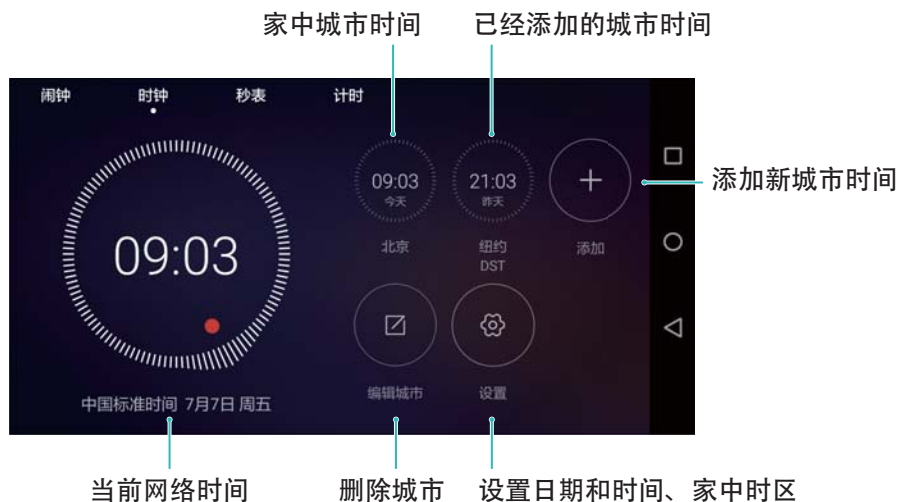 家中城市时间
已经添加的城市时间
闹钟
时钟
秒表
计时
09:03
今天
北京
21:03
昨天
纽约
DST
添加
添加新城市时间
09:03
编辑城市
设置
中国标准时间 7月7日 周五
当前网络时间
删除城市
设置日期和时间、家中时区